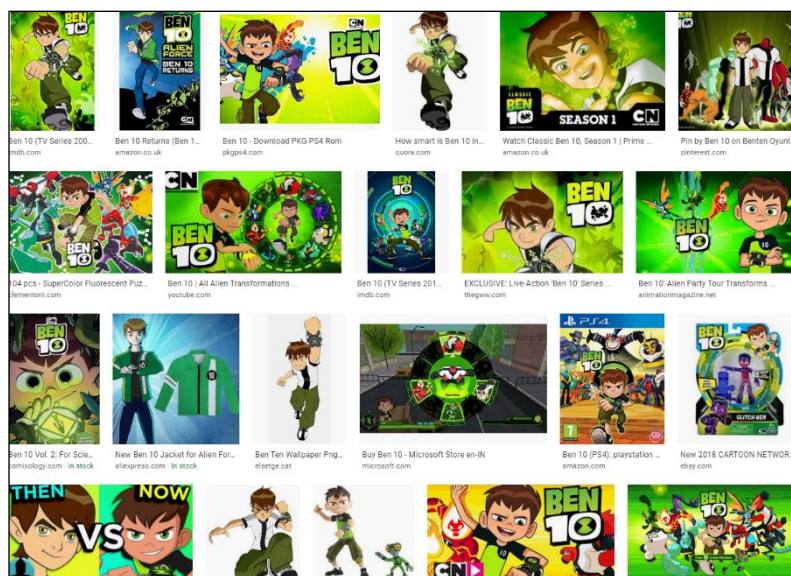 BEN
10
BEN 10
ALIEN
FORCE
BEN 10
RETURNS
CN
BEN
10
BEN
10
CLASSIC
BEN
10
SEASON 1
CN
BEN
10
Ben 10 (TV Series 200...
imdb.com
Ben 10 Returns (Ben 1...
amazon.co.uk
Ben 10 - Download PKG PS4 Rom
pkgps4.com
How smart is Ben 10 in...
quora.com
Watch Classic Ben 10, Season 1 | Prime ...
amazon.co.uk
Pin by Ben 10 on Benten Oyunl...
pinterest.com
BEN
10
CN
BEN
10
BEN
10
BEN
10
BEN
10
104 pcs - SuperColor Fluorescent Puz...
clementoni.com
Ben 10 | All Alien Transformations ...
youtube.com
Ben 10 (TV Series 201...
imdb.com
EXCLUSIVE: Live-Action 'Ben 10' Series ...
thegww.com
Ben 10' Alien Party Tour Transforms ...
animationmagazine.net
BEN
10
PS4
BEN
10
7
BEN
10
GLITCH BEN
Ben 10 Vol. 2: For Scie...
comixology.com · In stock
New Ben 10 Jacket for Alien For...
aliexpress.com · In stock
Ben Ten Wallpaper Png...
elsetge.cat
Buy Ben 10 - Microsoft Store en-IN
microsoft.com
Ben 10 (PS4): playstation ...
amazon.com
New 2018 CARTOON NETWOR...
ebay.com
THEN
VS
NOW
BEN
10
CN
BEN
10